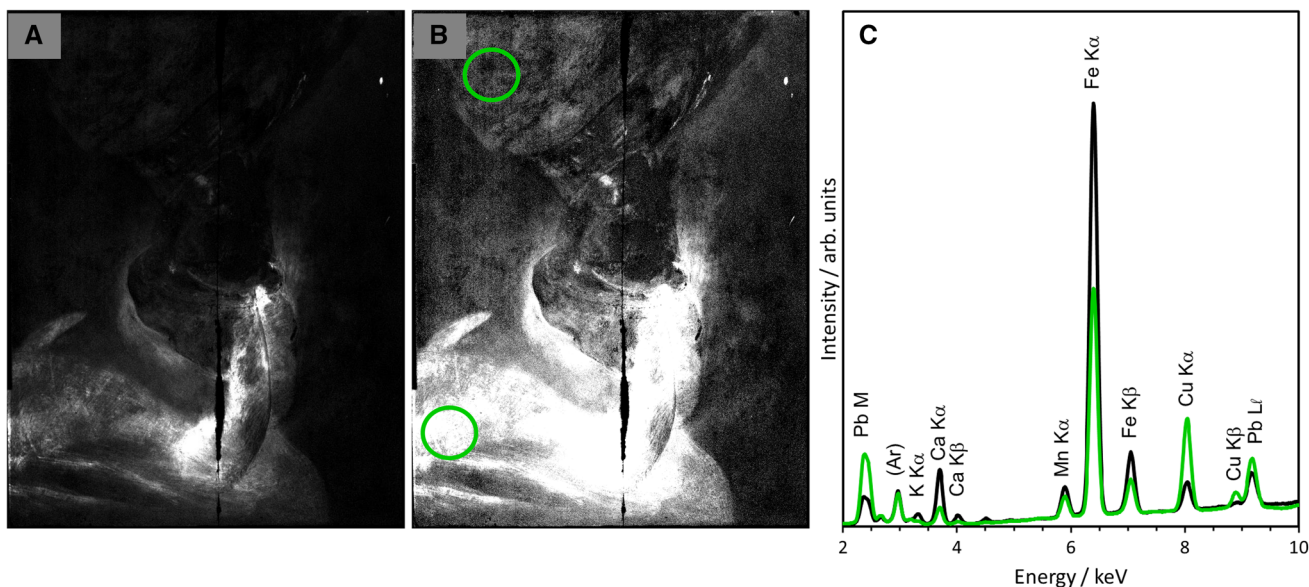 A
B
C
Intensity / arb. units
Pb M
(Ar)
K Kα
Ca Kα
Ca Kβ
Mn Kα
Fe Kα
Fe Kβ
Cu Kα
Cu Kβ
Pb Lℓ
2
4
6
8
10
Energy / keV